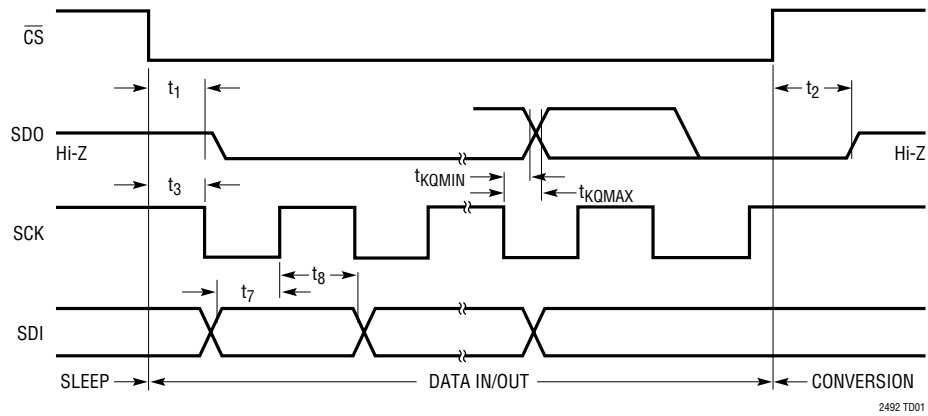 CS
t1
t2
SDO
Hi-Z
Hi-Z
tKQMIN
t3
tKQMAX
SCK
t8
t7
SDI
SLEEP
DATA IN/OUT
CONVERSION
2492 TD01